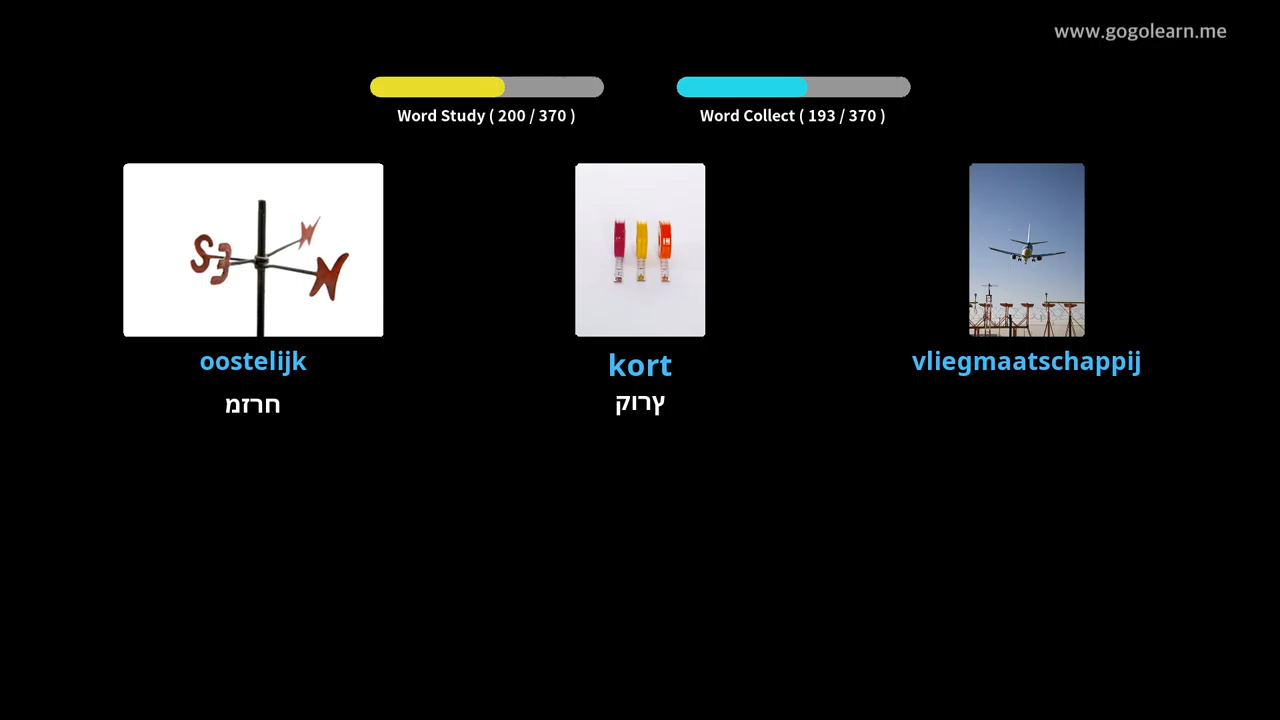 www.gogolearn.me
Word Study ( 200 / 370 )
Word Collect ( 193 / 370 )
oostelijk
חרזמ
kort
ץרוק
vliegmaatschappij